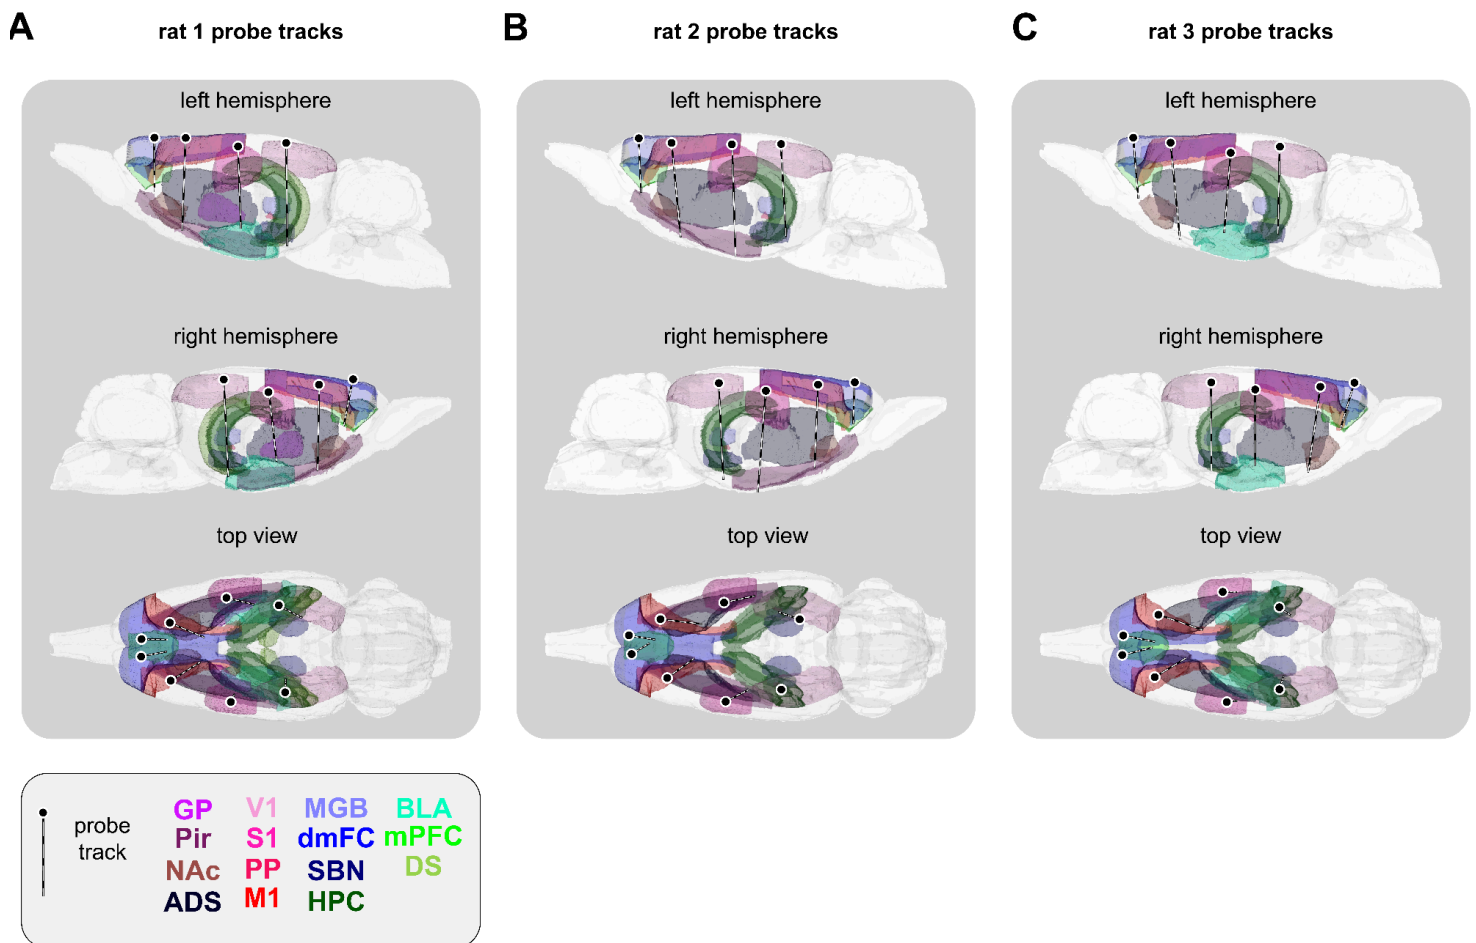 A
rat 1 probe tracks
B
rat 2 probe tracks
C
rat 3 probe tracks
left hemisphere
left hemisphere
left hemisphere
right hemisphere
right hemisphere
right hemisphere
top view
top view
top view
probe
track
GP V1 MGB BLA
Pir S1 dmFC mPFC
NAc PP SBN DS
ADS M1 HPC